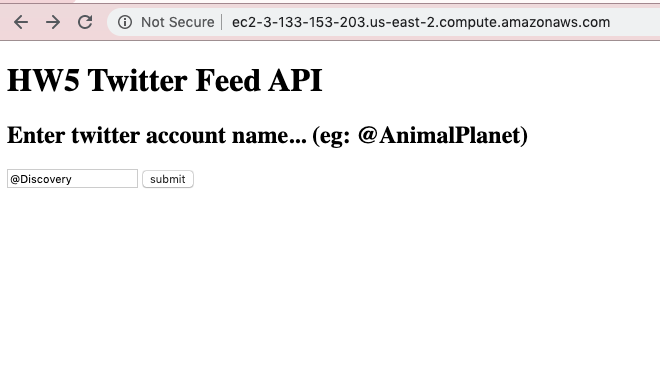 Not Secure | ec2-3-133-153-203.us-east-2.compute.amazonaws.com
HW5 Twitter Feed API
Enter twitter account name... (eg: @AnimalPlanet)
@Discovery submit